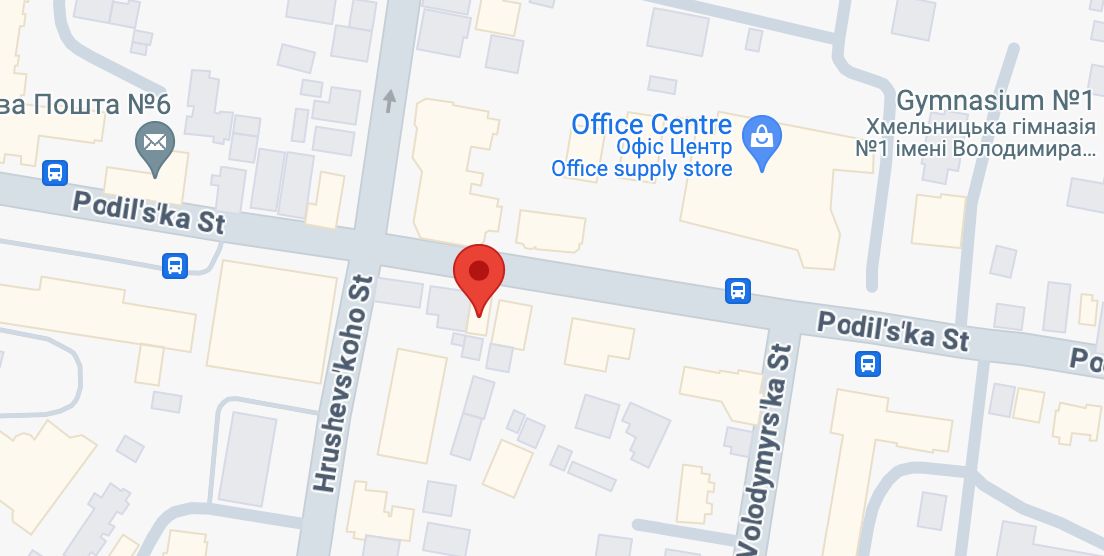 Gymnasium №1
Хмельницька гімназія
№1 імені Володимира...
ва Пошта №6
Office Centre
Офіс Центр
Office supply store
Podil's'ka St
Hrushevs'koho St
Podil's'ka St
Volodymyrs'ka St
Po